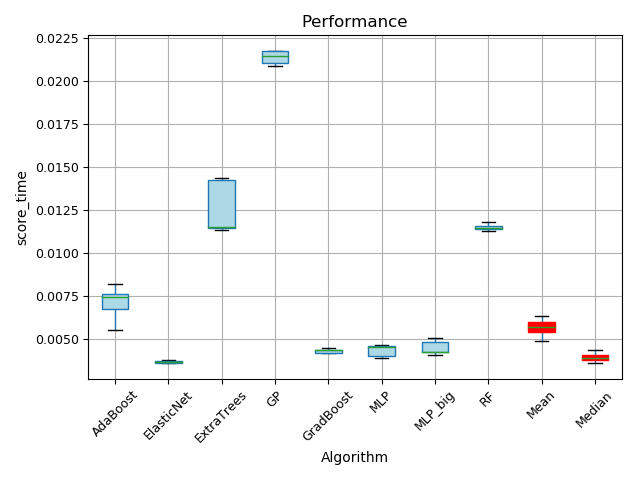 Performance
0.0225
0.0200
0.0175
0.0150
0.0125
0.0100
0.0075
0.0050
score_time
AdaBoost
ElasticNet
ExtraTrees
GP
GradBoost
MLP
MLP_big
RF
Mean
Median
Algorithm